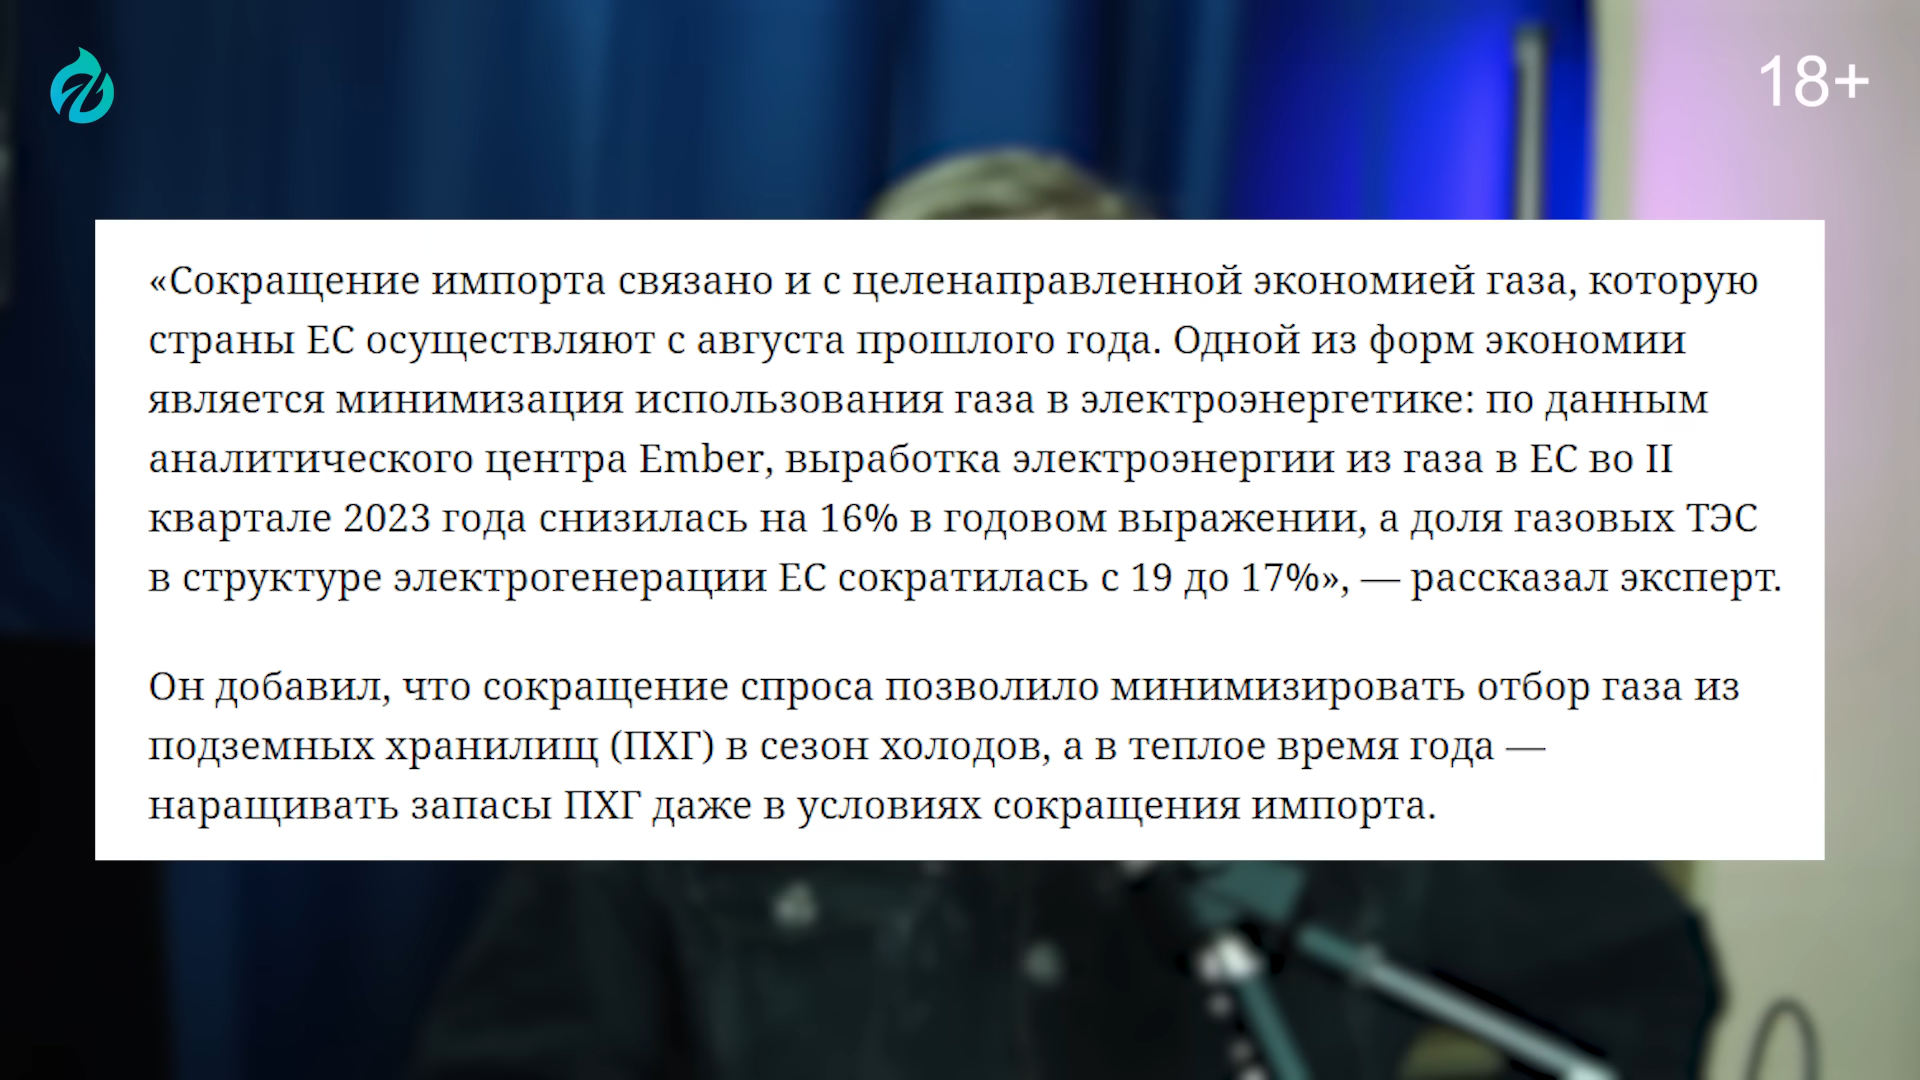 18+
«Сокращение импорта связано и с целенаправленной экономией газа, которую
страны ЕС осуществляют с августа прошлого года. Одной из форм экономии
является минимизация использования газа в электроэнергетике: по данным
аналитического центра Ember, выработка электроэнергии из газа в ЕС во II
квартале 2023 года снизилась на 16% в годовом выражении, а доля газовых ТЭС
в структуре электрогенерации ЕС сократилась с 19 до 17%», — рассказал эксперт.
Он добавил, что сокращение спроса позволило минимизировать отбор газа из
подземных хранилищ (ПХГ) в сезон холодов, а в теплое время года —
наращивать запасы ПХГ даже в условиях сокращения импорта.